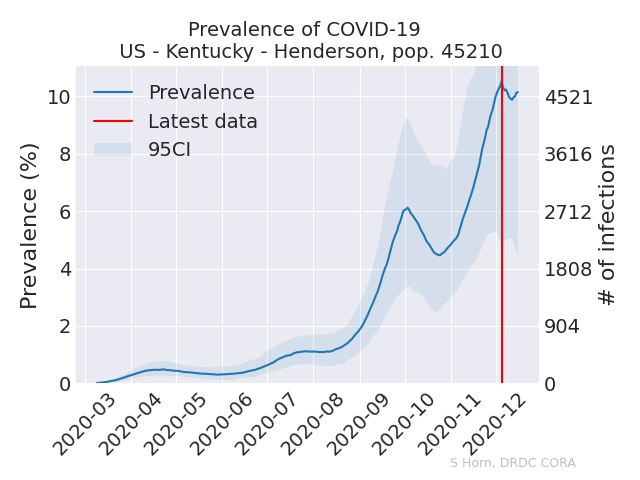 Prevalence of COVID-19
US - Kentucky - Henderson, pop. 45210
Prevalence
Latest data
95CI
Prevalence (%)
10
8
6
4
2
0
4521
3616
2712
1808
904
0
# of infections
2020-03
2020-04
2020-05
2020-06
2020-07
2020-08
2020-09
2020-10
2020-11
2020-12
S Horn, DRDC CORA